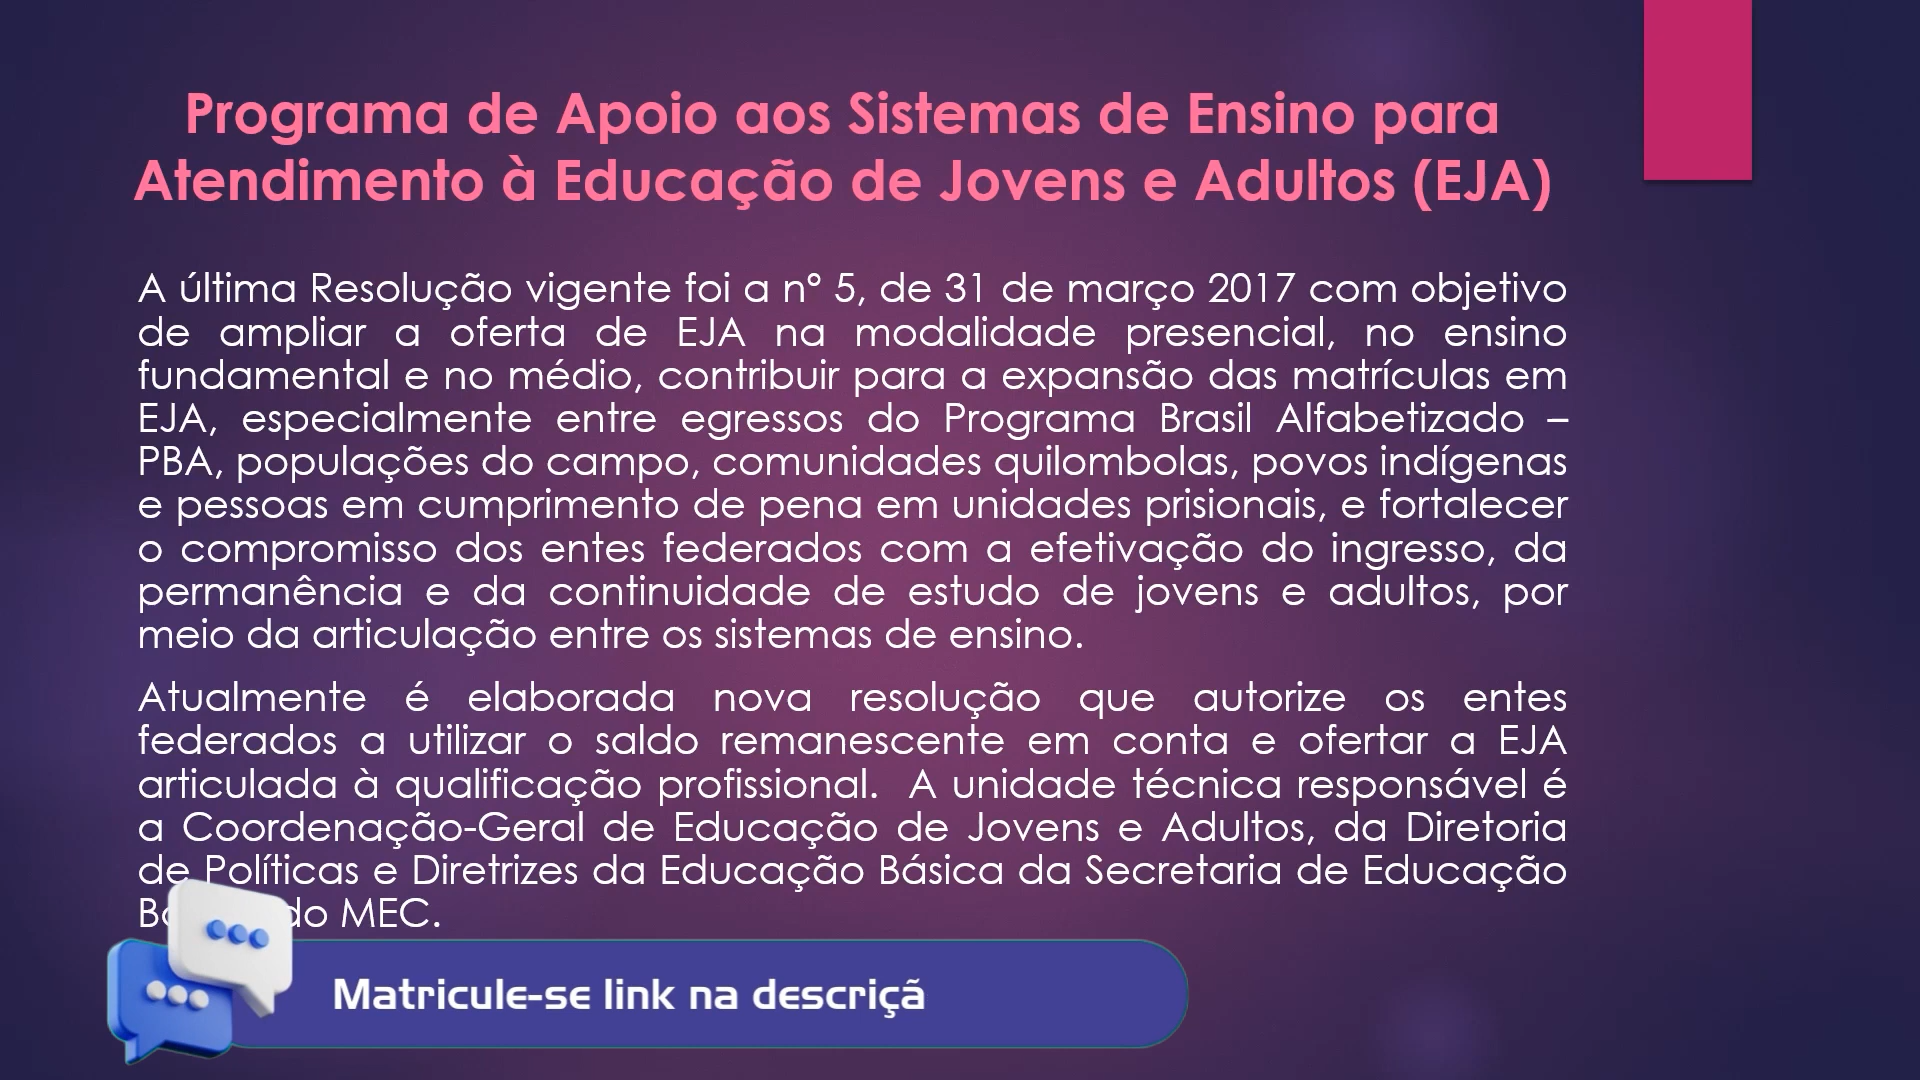 Programa de Apoio aos Sistemas de Ensino para
Atendimento à Educação de Jovens e Adultos (EJA)
A última Resolução vigente foi a nº 5, de 31 de março 2017 com objetivo
de ampliar a oferta de EJA na modalidade presencial, no ensino
fundamental e no médio, contribuir para a expansão das matrículas em
EJA, especialmente entre egressos do Programa Brasil Alfabetizado –
PBA, populações do campo, comunidades quilombolas, povos indígenas
e pessoas em cumprimento de pena em unidades prisionais, e fortalecer
o compromisso dos entes federados com a efetivação do ingresso, da
permanência e da continuidade de estudo de jovens e adultos, por
meio da articulação entre os sistemas de ensino.
Atualmente é elaborada nova resolução que autorize os entes
federados a utilizar o saldo remanescente em conta e ofertar a EJA
articulada à qualificação profissional. A unidade técnica responsável é
a Coordenação-Geral de Educação de Jovens e Adultos, da Diretoria
de Políticas e Diretrizes da Educação Básica da Secretaria de Educação
do MEC.
Matricule-se link na descriçã